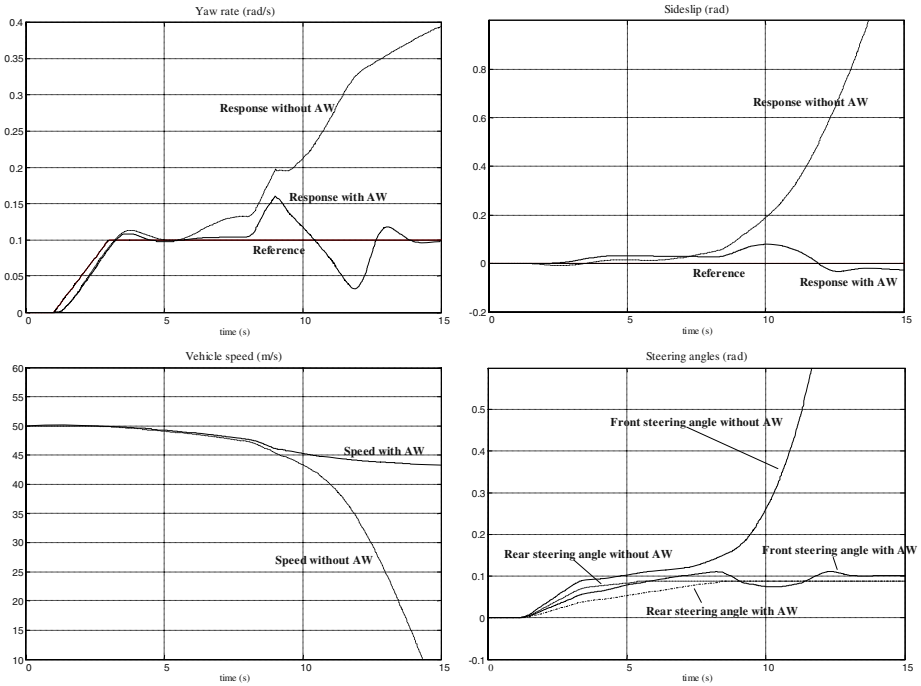 Yaw rate (rad/s)
0.4
0.35
0.3
0.25
0.2
0.15
0.1
0.05
0
Response without AW
Response with AW
Reference
0 5 10 15
time (s)
Sideslip (rad)
0.8
0.6
0.4
0.2
0
-0.2
Response without AW
Reference
Response with AW
0 5 10 15
time (s)
Vehicle speed (m/s)
60
55
50
45
40
35
30
25
20
15
10
Speed with AW
Speed without AW
0 5 10 15
time (s)
Steering angles (rad)
0.5
0.4
0.3
0.2
0.1
0
-0.1
Front steering angle without AW
Rear steering angle without AW
Front steering angle with AW
Rear steering angle with AW
0 5 10 15
time (s)